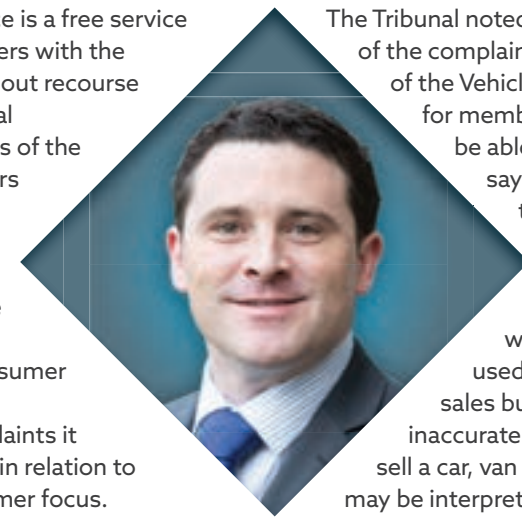 e is a free service
ers with the
out recourse
al
s of the
rs
e
sumer
laints it
in relation to
mer focus.
The Tribunal noted
of the complain
of the Vehicl
for memb
be able
say
t
w
used
sales bu
inaccurate
sell a car, van
may be interpret